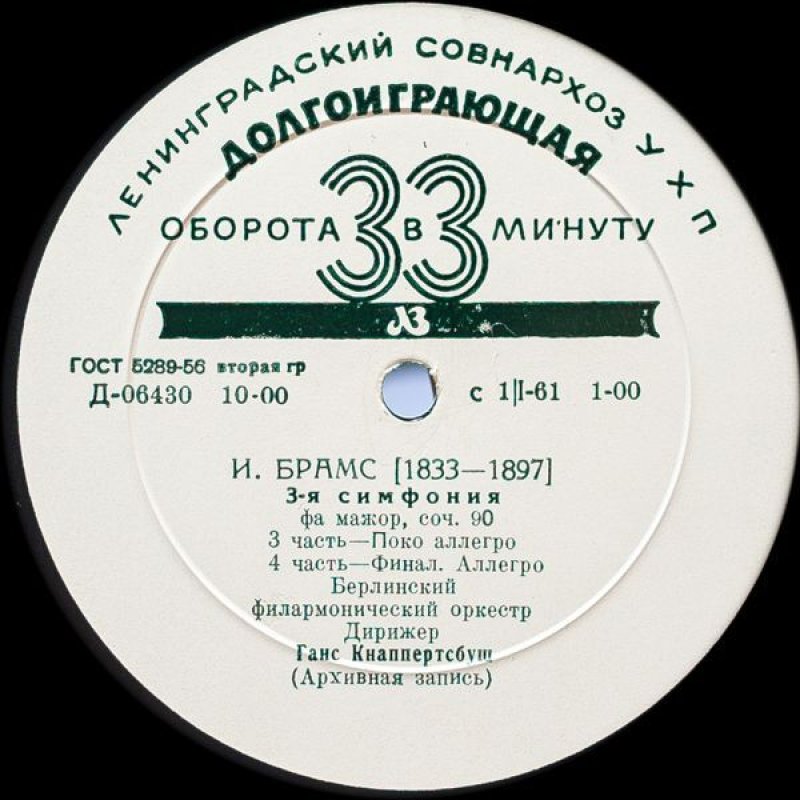 ЛЕНИНГРАДСКИЙ СОВНАРХОЗ УХП
ДОЛГОИГРАЮЩАЯ
ОБОРОТА 33 В МИНУТУ
ЛЗ
ГОСТ 5289-56 вторая гр
Д-06430 10-00
с 1|I-61 1-00
И. БРАМС [1833—1897]
3-я симфония
фа мажор, соч. 90
3 часть—Поко аллегро
4 часть—Финал. Аллегро
Берлинский
филармонический оркестр
Дирижер
Ганс Кнаппертсбуш
(Архивная запись)